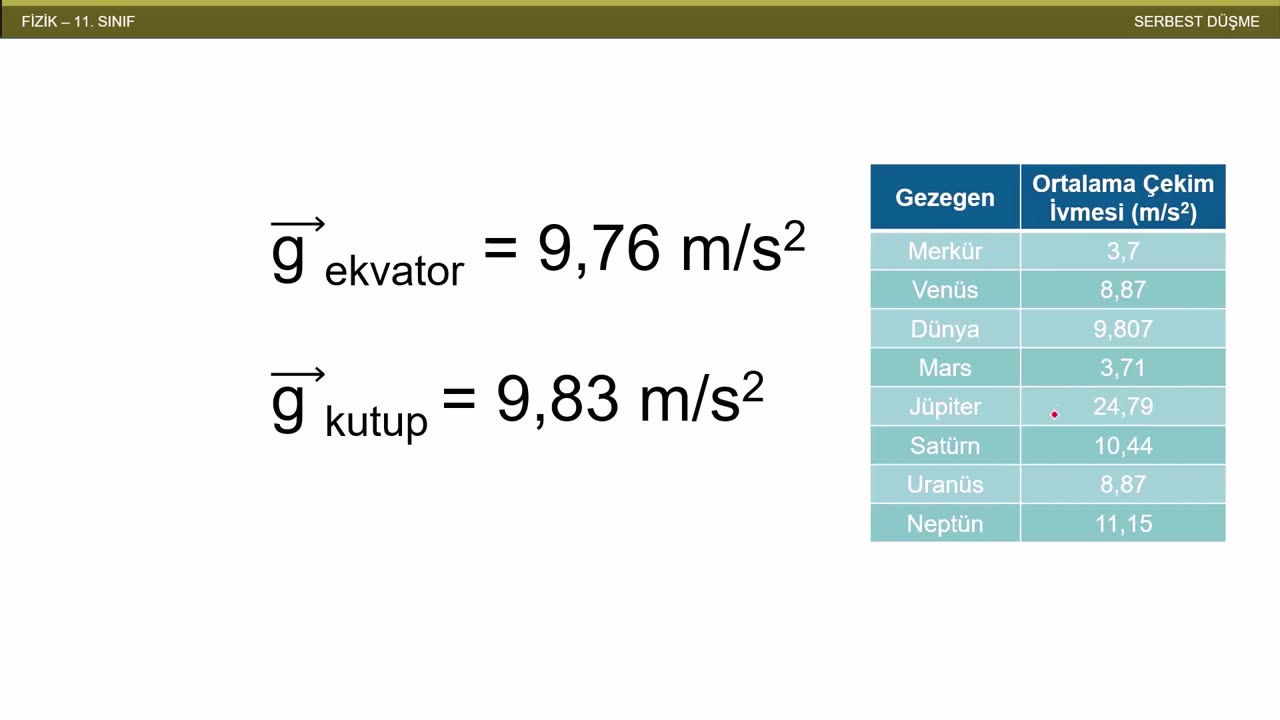 FİZİK – 11. SINIF
SERBEST DÜŞME
g⃗ ekvator = 9,76 m/s²
g⃗ kutup = 9,83 m/s²
Gezegen Ortalama Çekim
İvmesi (m/s²)
Merkür 3,7
Venüs 8,87
Dünya 9,807
Mars 3,71
Jüpiter 24,79
Satürn 10,44
Uranüs 8,87
Neptün 11,15